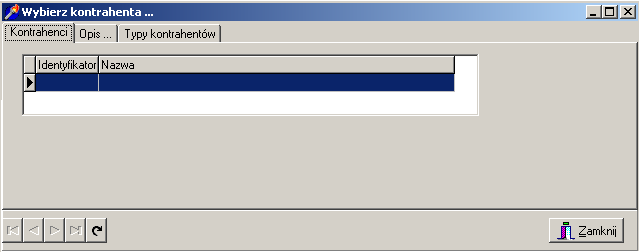 Wybierz kontrahenta ...
Kontrahenci Opis ... Typy kontrahentów
Identyfikator Nazwa
Zamknij